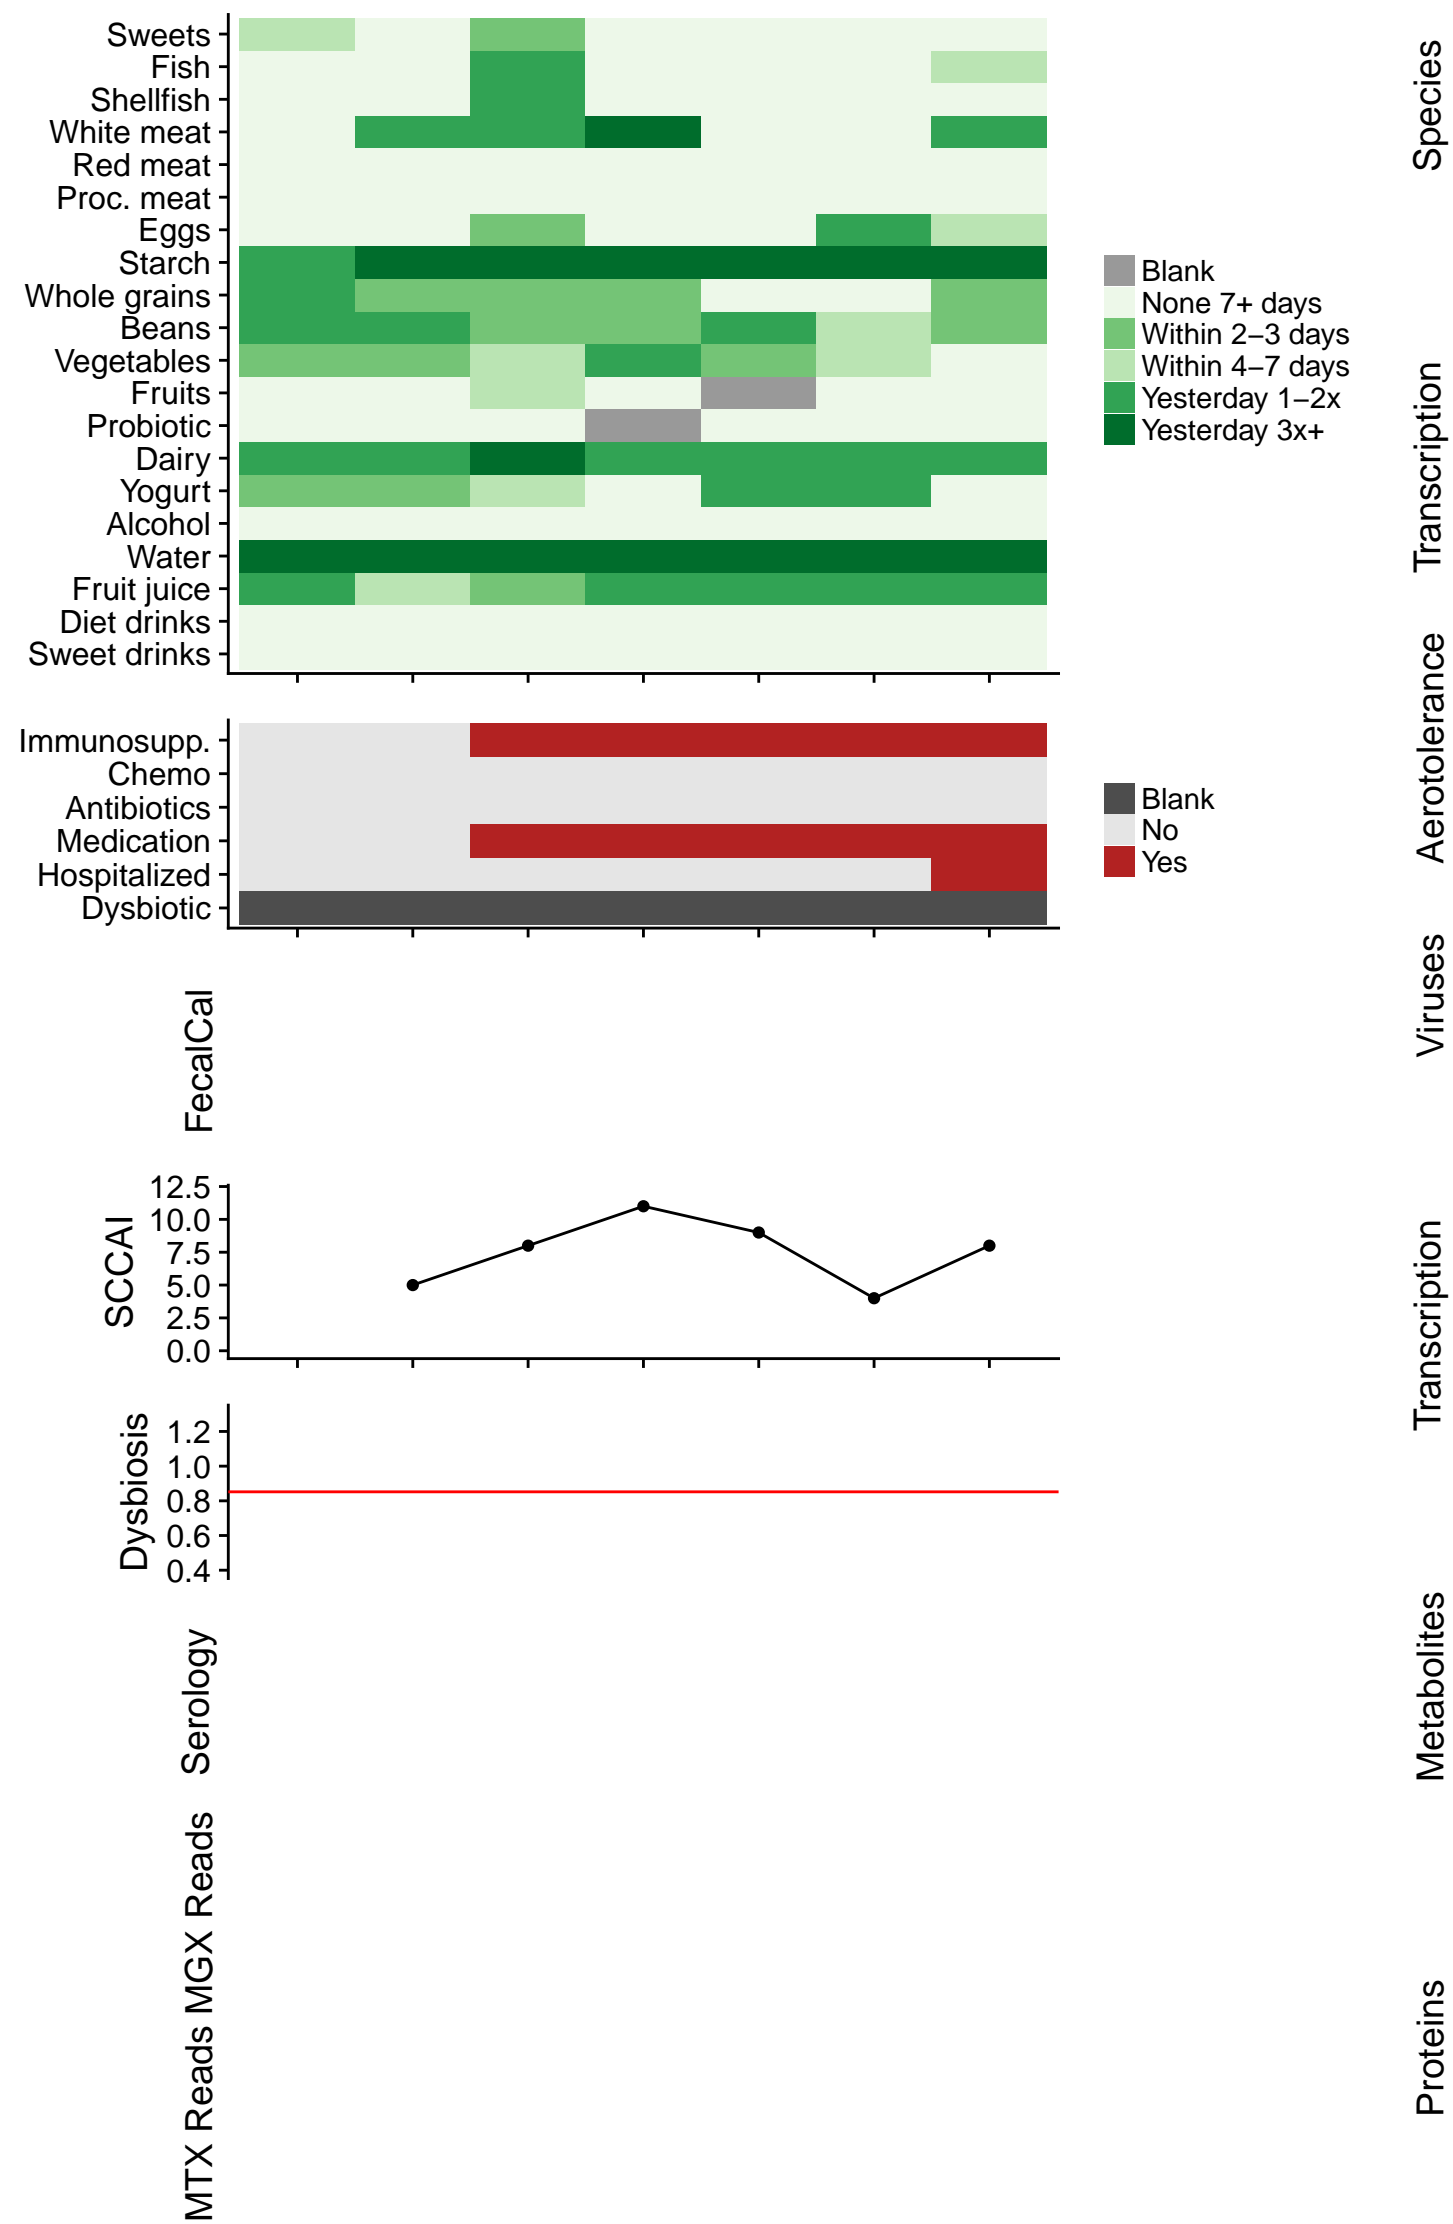 Sweets
Fish
Shellfish
White meat
Red meat
Proc. meat
Eggs
Starch
Whole grains
Beans
Vegetables
Fruits
Probiotic
Dairy
Yogurt
Alcohol
Water
Fruit juice
Diet drinks
Sweet drinks
Blank
None 7+ days
Within 2−3 days
Within 4−7 days
Yesterday 1−2x
Yesterday 3x+
Immunosupp.
Chemo
Antibiotics
Medication
Hospitalized
Dysbiotic
Blank
No
Yes
FecalCal
SCCAI
12.5
10.0
7.5
5.0
2.5
0.0
Dysbiosis
1.2
1.0
0.8
0.6
0.4
Serology
MGX Reads
MTX Reads
Species
Transcription
Aerotolerance
Viruses
Transcription
Metabolites
Proteins